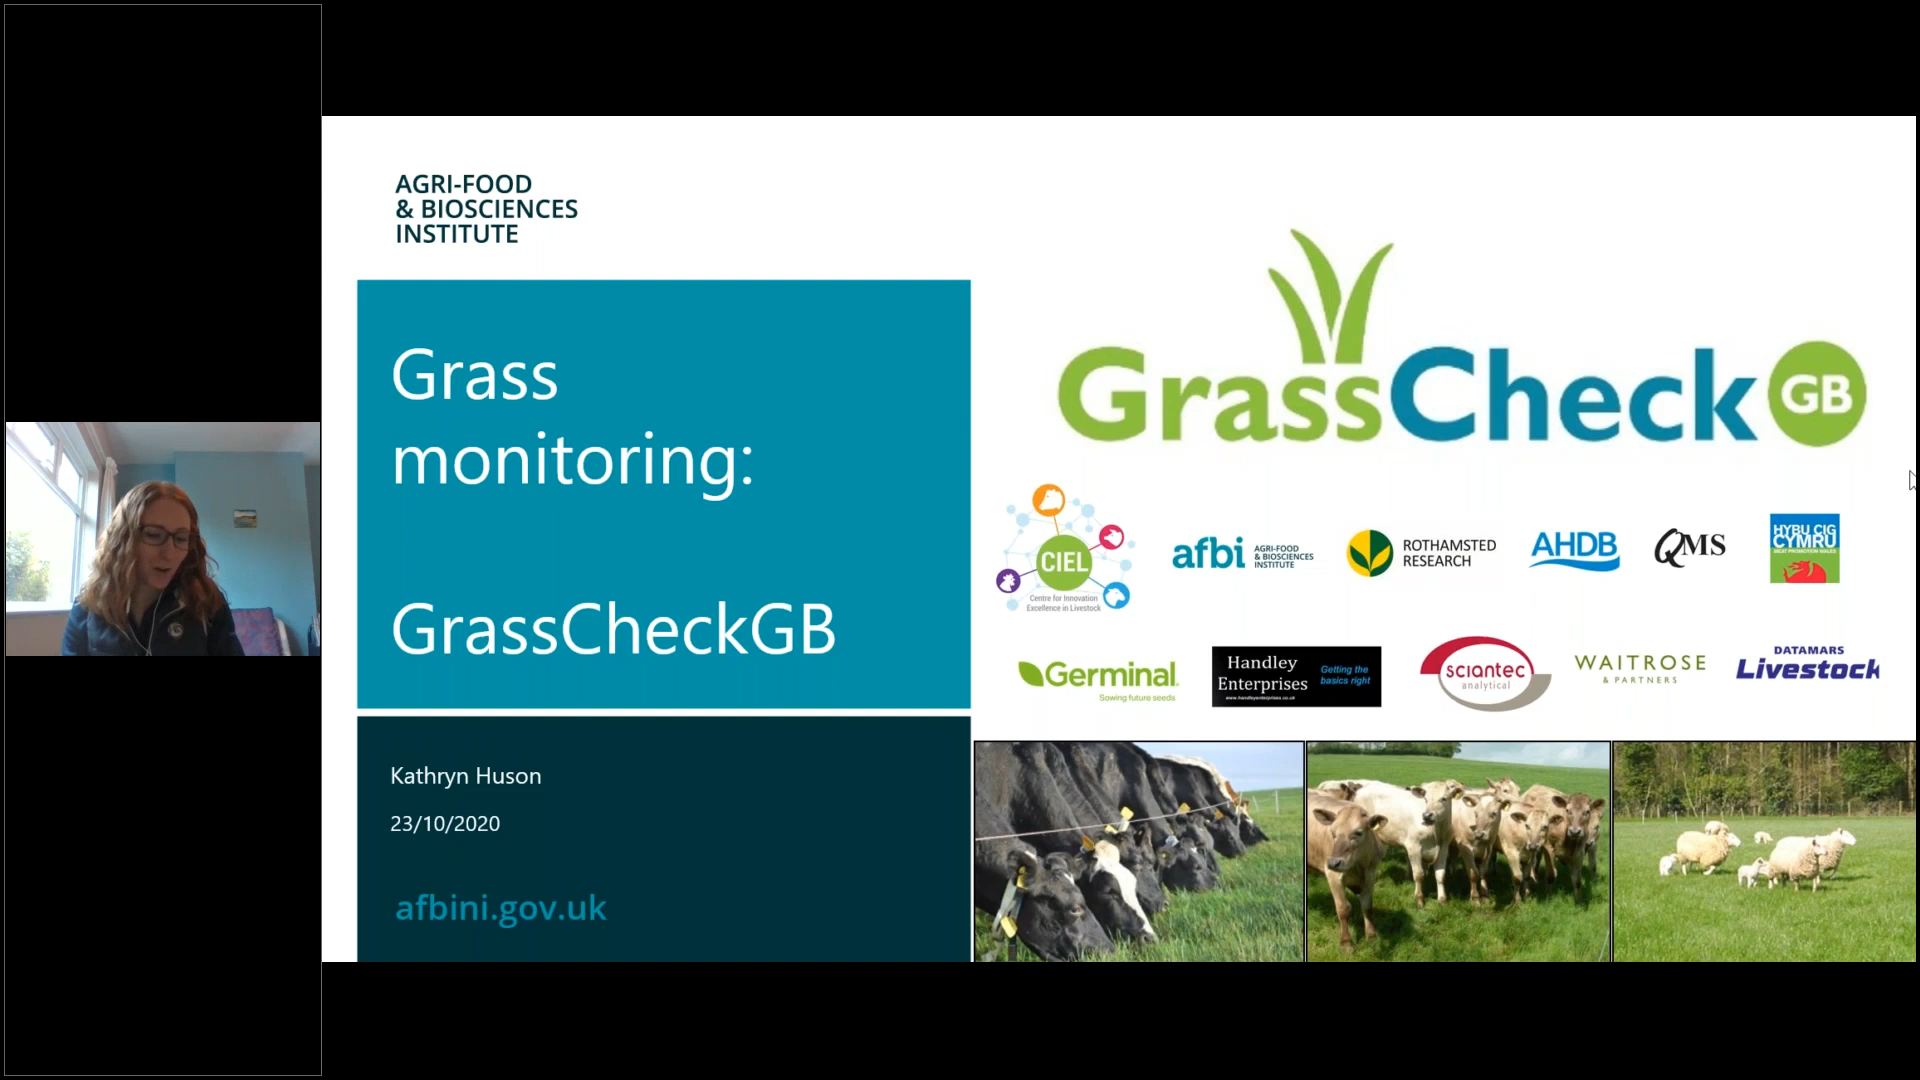 AGRI-FOOD
& BIOSCIENCES
INSTITUTE
Grass
monitoring:
GrassCheckGB
Kathryn Huson
23/10/2020
afbini.gov.uk
GrassCheck GB
CIEL
Centre for Innovation
Excellence in Livestock
afbi AGRI-FOOD
& BIOSCIENCES
INSTITUTE
ROTHAMSTED
RESEARCH
AHDB
QMS
HYBU CIG
CYMRU
MEAT PROMOTION WALES
Germinal
Sowing future seeds
Handley
Enterprises
www.handleyenterprises.co.uk
Getting the
basics right
sciantec
analytical
WAITROSE
& PARTNERS
DATAMARS
Livestock